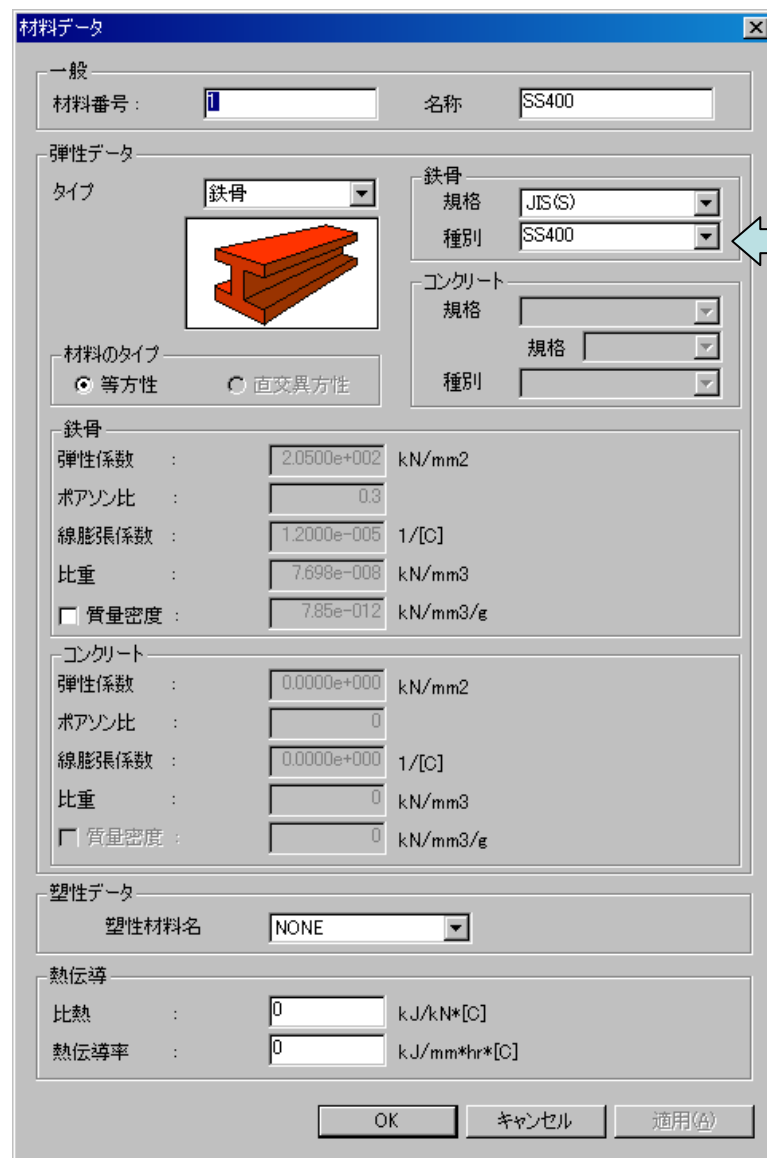 材料データ
一般
材料番号 : 1 名称 SS400
弾性データ
タイプ 鉄骨
鉄骨
規格 JIS(S)
種別 SS400
コンクリート
規格
規格
種別
材料のタイプ
等方性 直交異方性
鉄骨
弾性係数 : 2.0500e+002 kN/mm2
ポアソン比 : 0.3
線膨張係数 : 1.2000e-005 1/[C]
比重 : 7.698e-008 kN/mm3
質量密度 : 7.85e-012 kN/mm3/g
コンクリート
弾性係数 : 0.0000e+000 kN/mm2
ポアソン比 : 0
線膨張係数 : 0.0000e+000 1/[C]
比重 : 0 kN/mm3
質量密度 : 0 kN/mm3/g
塑性データ
塑性材料名 NONE
熱伝導
比熱 : 0 kJ/kN*[C]
熱伝導率 : 0 kJ/mm*hr*[C]
OK キャンセル 適用(A)